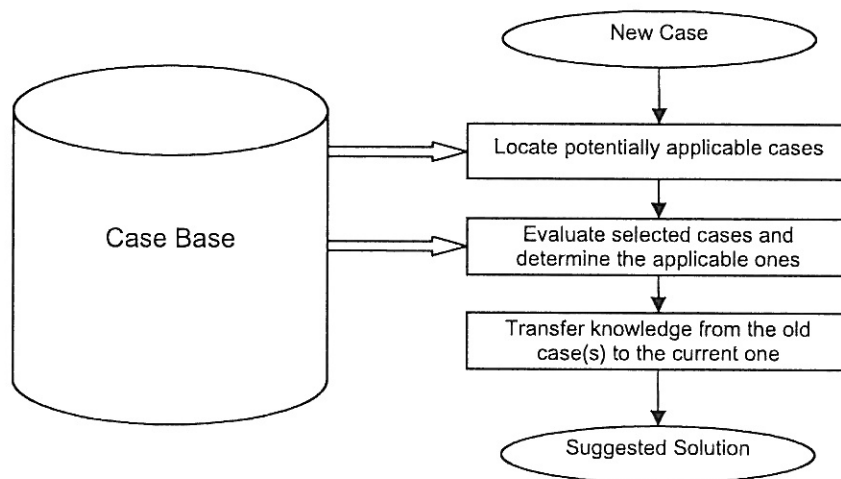 New Case
Locate potentially applicable cases
Case Base
Evaluate selected cases and
determine the applicable ones
Transfer knowledge from the old
case(s) to the current one
Suggested Solution